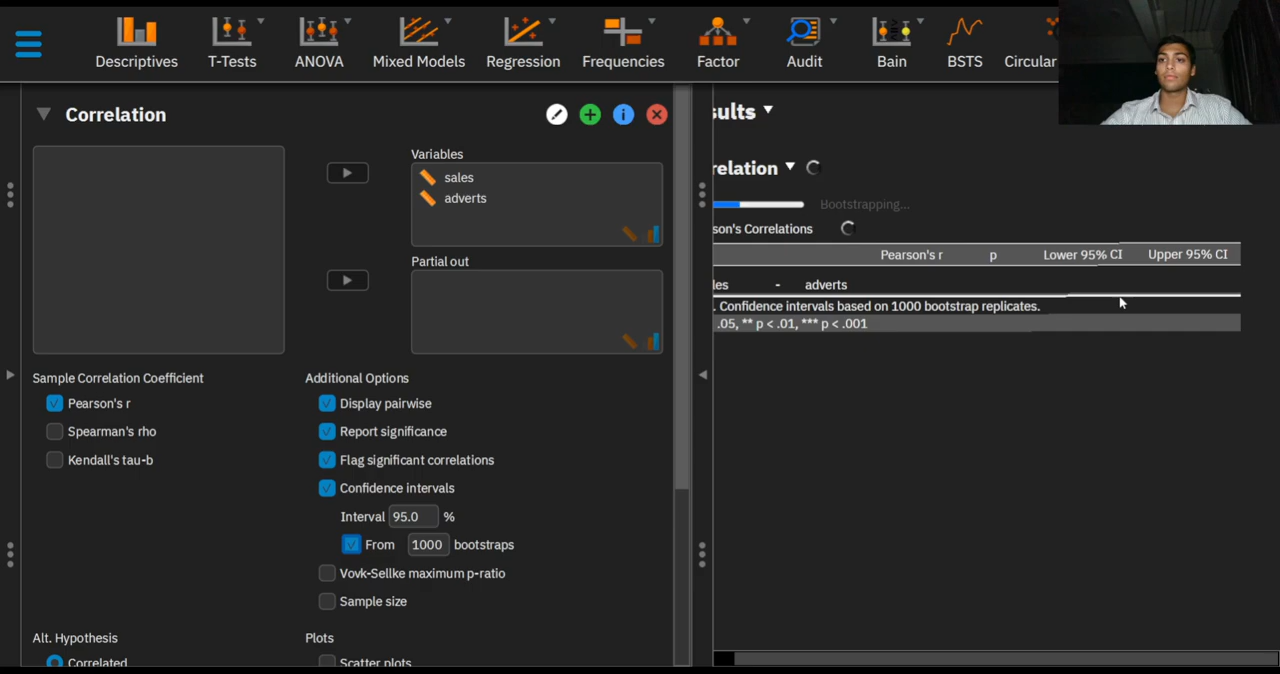 Descriptives
T-Tests
ANOVA
Mixed Models
Regression
Frequencies
Factor
Audit
Bain
BSTS
Circular
Correlation
Variables
sales
adverts
Partial out
Sample Correlation Coefficient
Pearson's r
Spearman's rho
Kendall's tau-b
Additional Options
Display pairwise
Report significance
Flag significant correlations
Confidence intervals
Interval 95.0 %
From 1000 bootstraps
Vovk-Sellke maximum p-ratio
Sample size
Alt. Hypothesis
Correlated
Plots
Scatter plots
sults
relation
Bootstrapping...
son's Correlations
Pearson's r p Lower 95% CI Upper 95% CI
les - adverts
. Confidence intervals based on 1000 bootstrap replicates.
.05, ** p < .01, *** p < .001